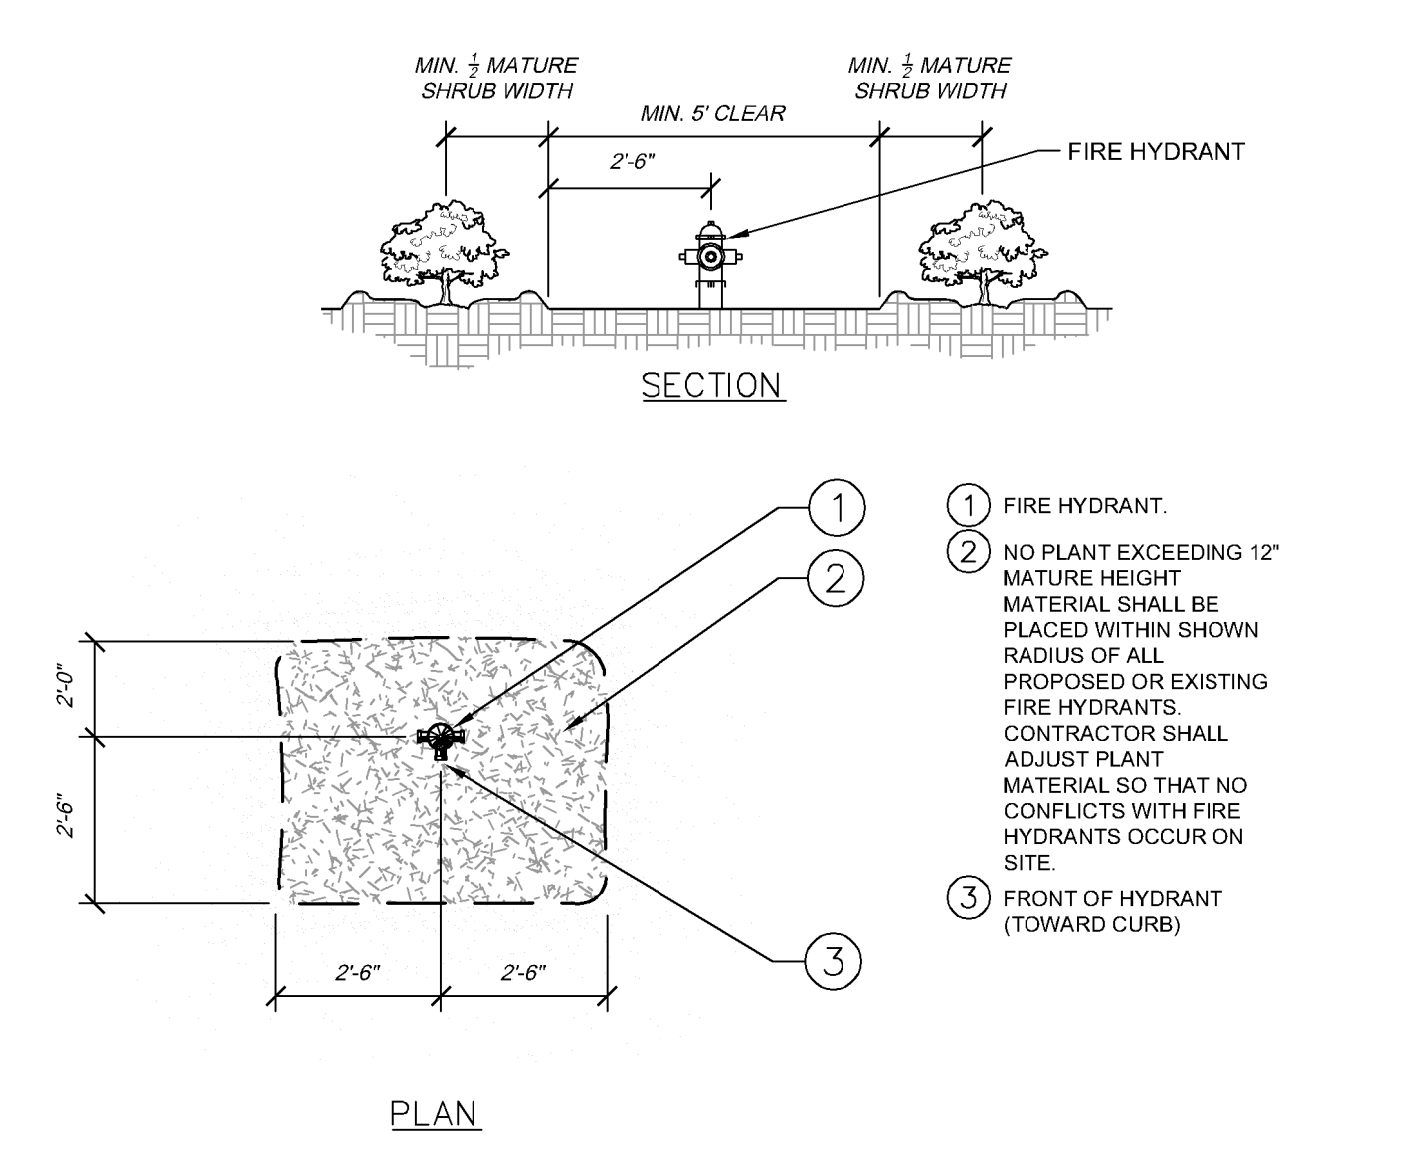 MIN. 1/2 MATURE
SHRUB WIDTH
MIN. 1/2 MATURE
SHRUB WIDTH
MIN. 5' CLEAR
2'-6"
FIRE HYDRANT
SECTION
1
2
1 FIRE HYDRANT.
2 NO PLANT EXCEEDING 12"
MATURE HEIGHT
MATERIAL SHALL BE
PLACED WITHIN SHOWN
RADIUS OF ALL
PROPOSED OR EXISTING
FIRE HYDRANTS.
CONTRACTOR SHALL
ADJUST PLANT
MATERIAL SO THAT NO
CONFLICTS WITH FIRE
HYDRANTS OCCUR ON
SITE.
3 FRONT OF HYDRANT
(TOWARD CURB)
2'-0"
2'-6"
3
2'-6"
2'-6"
PLAN